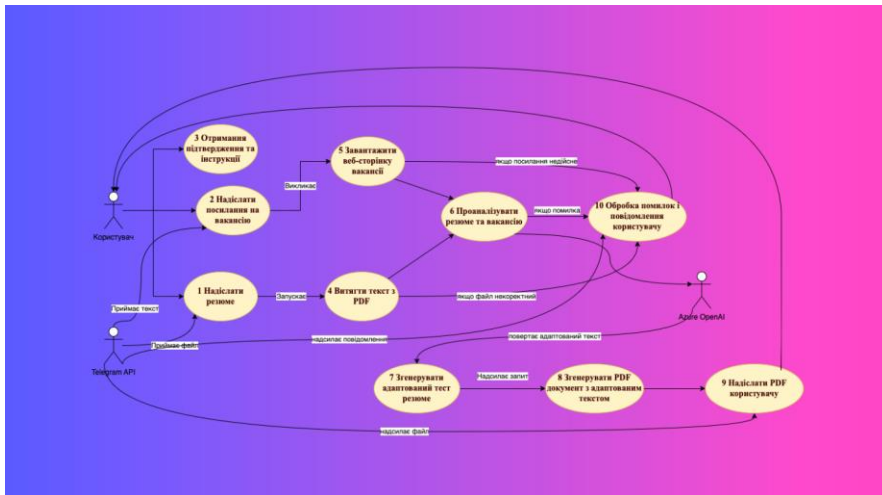 3 Отримання
підтвердження та
інструкції
5 Завантажити
веб-сторінку
вакансії
якщо посилання недійсне
Викликає
2 Надіслати
посилання на
вакансію
6 Проаналізувати
резюме та вакансію
якщо помилка
10 Обробка помилок і
повідомлення
користувачу
Користувач
1 Надіслати
резюме
Запускає
4 Витягти текст з
PDF
якщо файл некоректний
Приймає текст
Azure OpenAI
надсилає повідомлення
повертає адаптований текст
Приймає файл
Telegram API
7 Згенерувати
адаптований тест
резюме
Надсилає запит
8 Згенерувати PDF
документ з адаптованим
текстом
9 Надіслати PDF
користувачу
надсилає файл